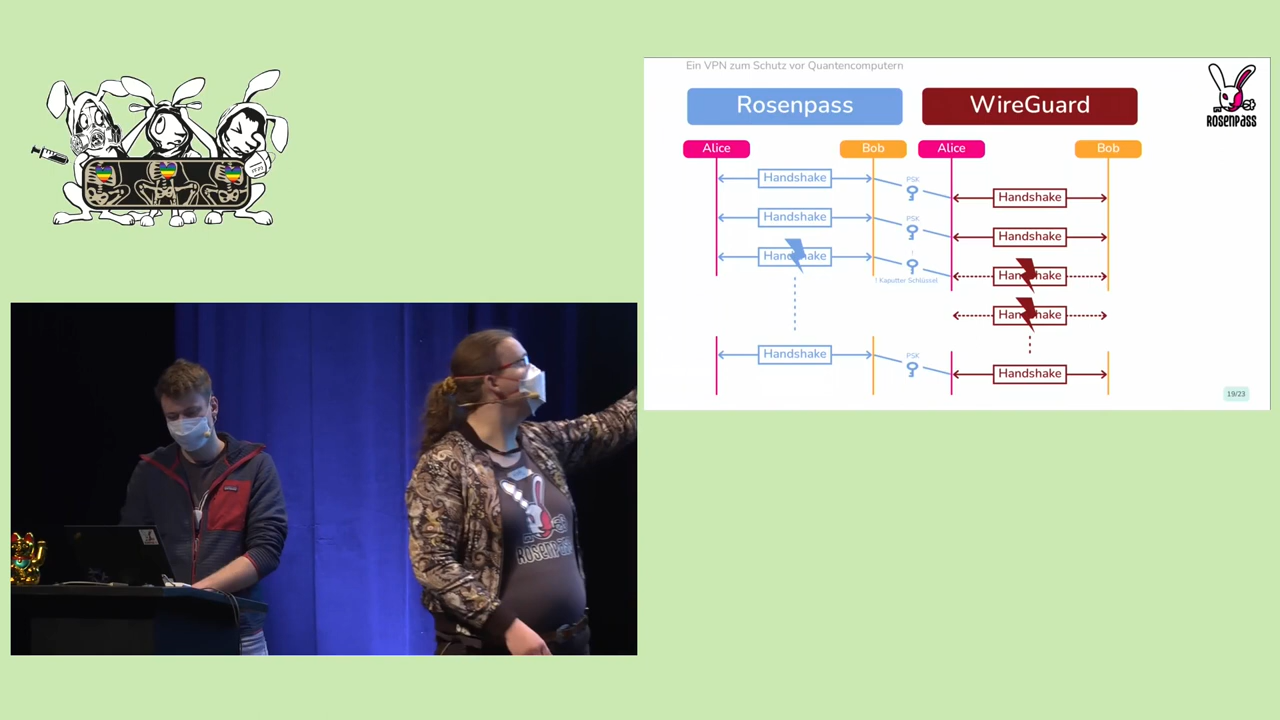 Ein VPN zum Schutz vor Quantencomputern
Rosenpass
WireGuard
ROSENPASS
Alice
Bob
Alice
Bob
Handshake
PSK
Handshake
Handshake
PSK
Handshake
Handshake
!
! Kaputter Schlüssel
Handshake
Handshake
Handshake
PSK
Handshake
19/23
ROSENPASS